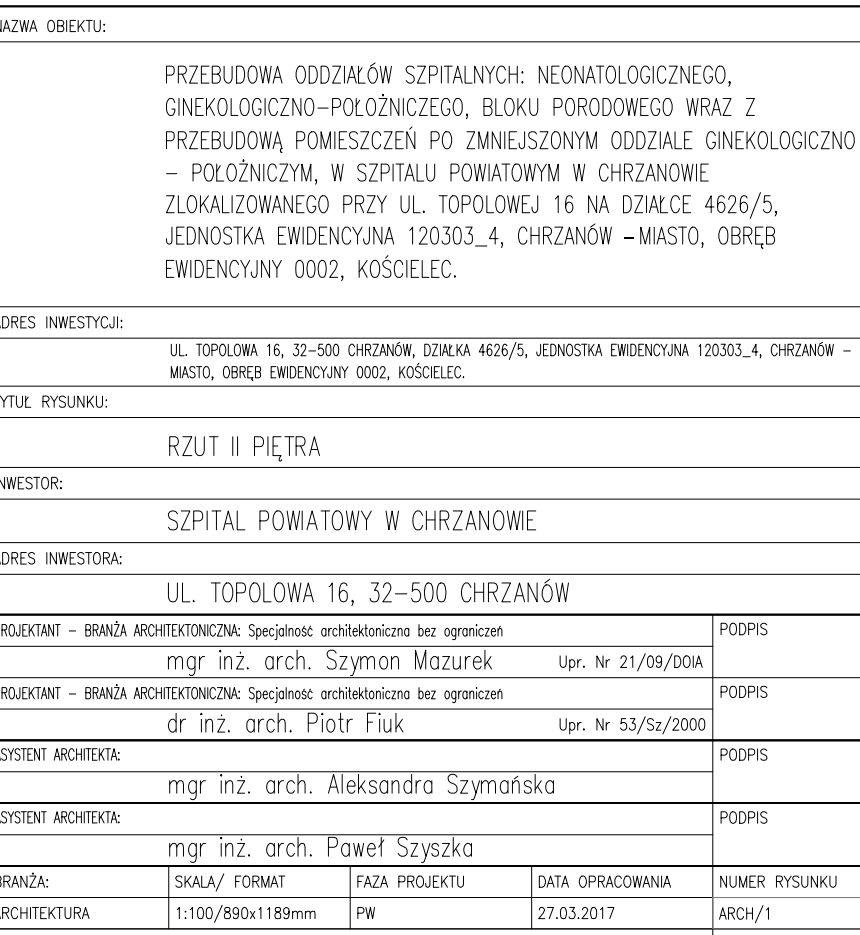 NAZWA OBIEKTU:
PRZEBUDOWA ODDZIAŁÓW SZPITALNYCH: NEONATOLOGICZNEGO,
GINEKOLOGICZNO-POŁOŻNICZEGO, BLOKU PORODOWEGO WRAZ Z
PRZEBUDOWĄ POMIESZCZEŃ PO ZMNIEJSZONYM ODDZIALE GINEKOLOGICZNO
- POŁOŻNICZYM, W SZPITALU POWIATOWYM W CHRZANOWIE
ZLOKALIZOWANEGO PRZY UL. TOPOLOWEJ 16 NA DZIAŁCE 4626/5,
JEDNOSTKA EWIDENCYJNA 120303_4, CHRZANÓW - MIASTO, OBRĘB
EWIDENCYJNY 0002, KOŚCIELEC.
ADRES INWESTYCJI:
UL. TOPOLOWA 16, 32-500 CHRZANÓW, DZIAŁKA 4626/5, JEDNOSTKA EWIDENCYJNA 120303_4, CHRZANÓW -
MIASTO, OBRĘB EWIDENCYJNY 0002, KOŚCIELEC.
TYTUŁ RYSUNKU:
RZUT II PIĘTRA
INWESTOR:
SZPITAL POWIATOWY W CHRZANOWIE
ADRES INWESTORA:
UL. TOPOLOWA 16, 32-500 CHRZANÓW
PROJEKTANT - BRANŻA ARCHITEKTONICZNA: Specjalność architektoniczna bez ograniczeń PODPIS
mgr inż. arch. Szymon Mazurek Upr. Nr 21/09/DOIA
PROJEKTANT - BRANŻA ARCHITEKTONICZNA: Specjalność architektoniczna bez ograniczeń PODPIS
dr inż. arch. Piotr Fiuk Upr. Nr 53/Sz/2000
ASYSTENT ARCHITEKTA: PODPIS
mgr inż. arch. Aleksandra Szymańska
ASYSTENT ARCHITEKTA: PODPIS
mgr inż. arch. Paweł Szyszka
BRANŻA: SKALA/ FORMAT FAZA PROJEKTU DATA OPRACOWANIA NUMER RYSUNKU
ARCHITEKTURA 1:100/890x1189mm PW 27.03.2017 ARCH/1